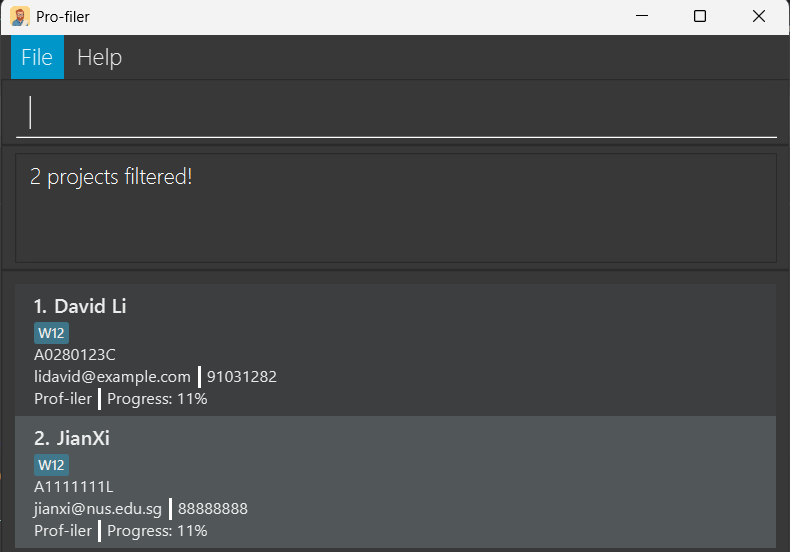 Pro-filer
File Help
2 projects filtered!
1. David Li
W12
A0280123C
lidavid@example.com 91031282
Prof-iler Progress: 11%
2. JianXi
W12
A1111111L
jianxi@nus.edu.sg 88888888
Prof-iler Progress: 11%